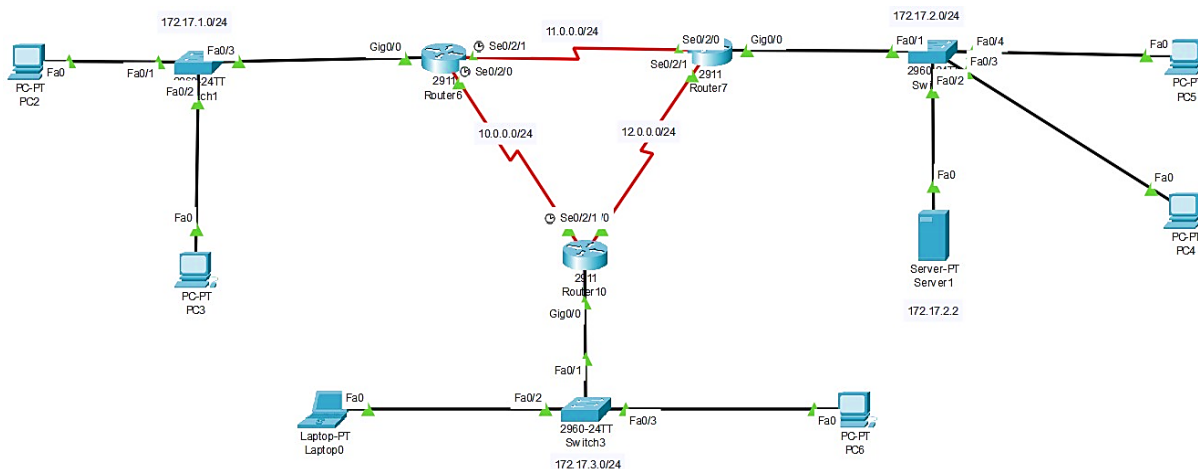 172.17.1.0/24
11.0.0.0/24
172.17.2.0/24
Fa0
Fa0/1
Fa0/3
Fa0/2
PC-PT
PC2
Gig0/0
Se0/2/1
Se0/2/0
2911
Router6
Se0/2/0
Se0/2/1
2911
Router7
Gig0/0
Fa0/1
Fa0/4
Fa0/3
Fa0/2
Fa0
PC-PT
PC5
10.0.0.0/24
12.0.0.0/24
Fa0
PC-PT
PC3
Se0/2/1
/0
2911
Router10
Gig0/0
Fa0
Server-PT
Server1
172.17.2.2
Fa0
PC-PT
PC4
Fa0/1
Fa0
Laptop-PT
Laptop0
Fa0/2
2960-24TT
Switch3
Fa0/3
Fa0
PC-PT
PC6
172.17.3.0/24